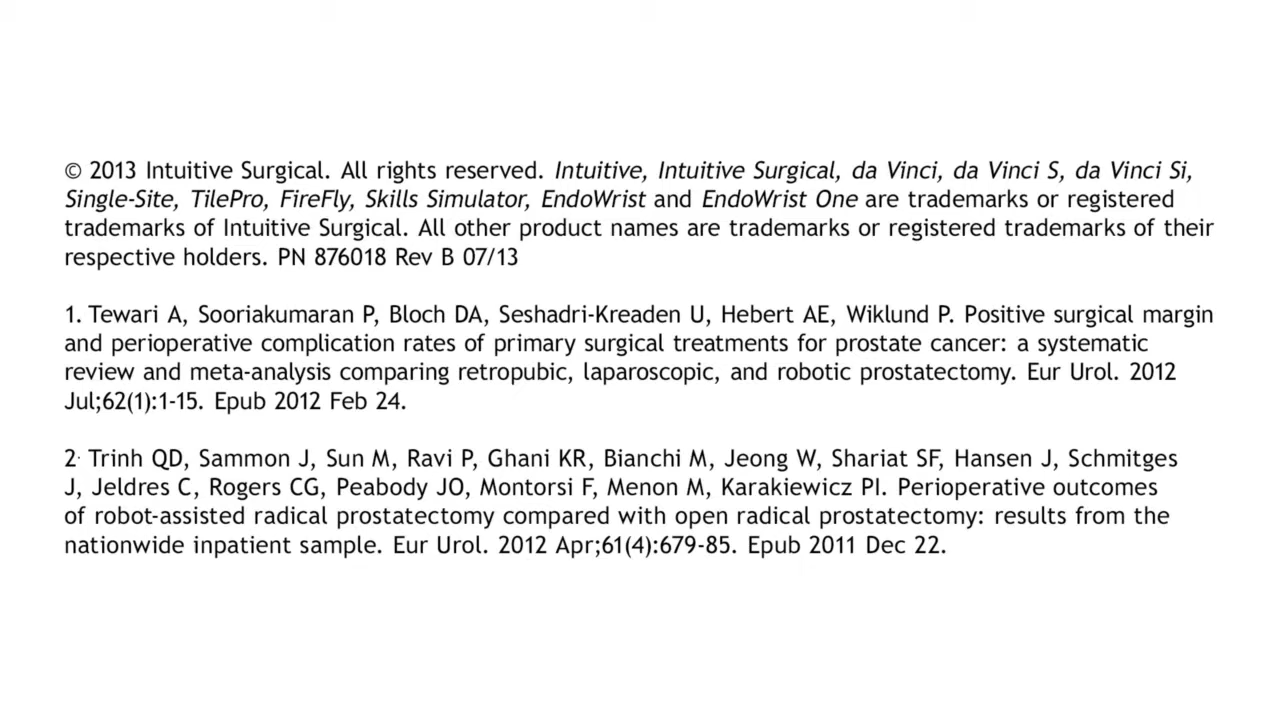 © 2013 Intuitive Surgical. All rights reserved. Intuitive, Intuitive Surgical, da Vinci, da Vinci S, da Vinci Si,
Single-Site, TilePro, FireFly, Skills Simulator, EndoWrist and EndoWrist One are trademarks or registered
trademarks of Intuitive Surgical. All other product names are trademarks or registered trademarks of their
respective holders. PN 876018 Rev B 07/13
1. Tewari A, Sooriakumaran P, Bloch DA, Seshadri-Kreaden U, Hebert AE, Wiklund P. Positive surgical margin
and perioperative complication rates of primary surgical treatments for prostate cancer: a systematic
review and meta-analysis comparing retropubic, laparoscopic, and robotic prostatectomy. Eur Urol. 2012
Jul;62(1):1-15. Epub 2012 Feb 24.
2. Trinh QD, Sammon J, Sun M, Ravi P, Ghani KR, Bianchi M, Jeong W, Shariat SF, Hansen J, Schmitges
J, Jeldres C, Rogers CG, Peabody JO, Montorsi F, Menon M, Karakiewicz PI. Perioperative outcomes
of robot-assisted radical prostatectomy compared with open radical prostatectomy: results from the
nationwide inpatient sample. Eur Urol. 2012 Apr;61(4):679-85. Epub 2011 Dec 22.